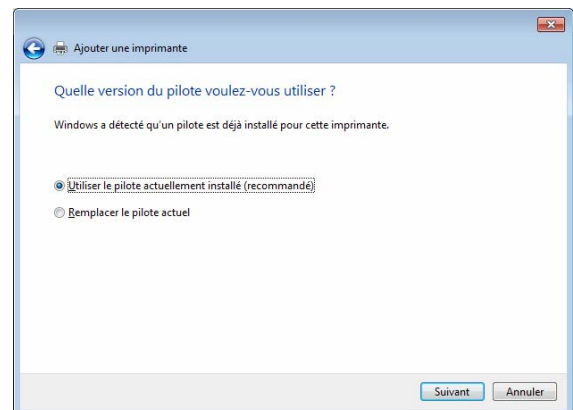 Ajouter une imprimante
Quelle version du pilote voulez-vous utiliser ?
Windows a détecté qu'un pilote est déjà installé pour cette imprimante.
Utiliser le pilote actuellement installé (recommandé)
Remplacer le pilote actuel
Suivant
Annuler